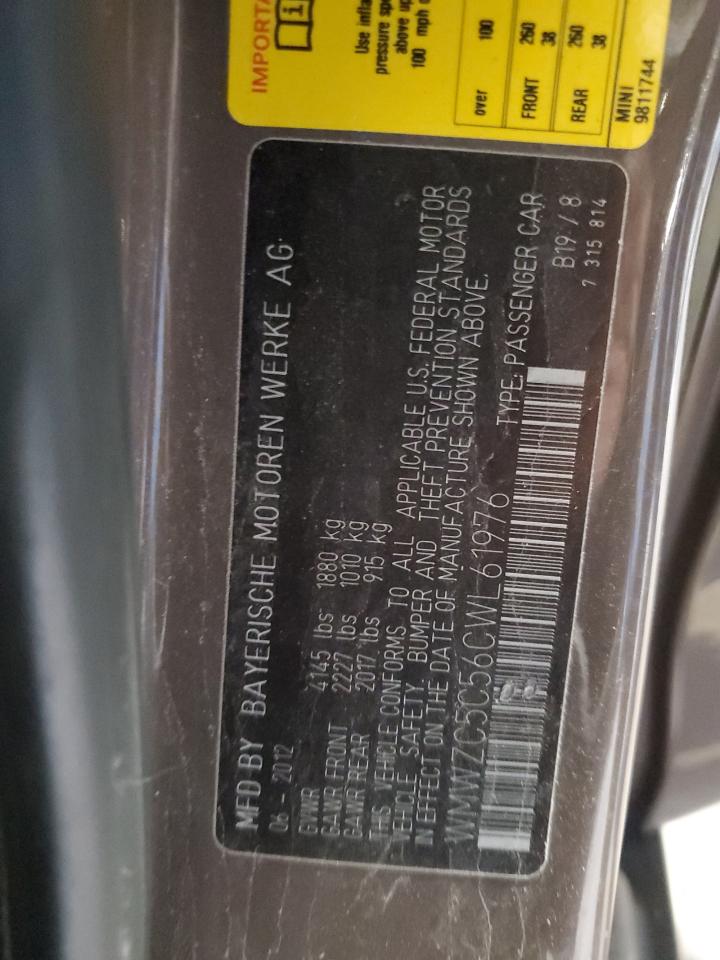 IMPORTA
Use infla
pressure spe
above up
100 mph o
over 100
FRONT 260
38
REAR 260
38
MINI
9811744
MFD BY BAYERISCHE MOTOREN WERKE AG
06 - 2012
GVWR 4145 lbs 1880 kg
GAWR FRONT 2227 lbs 1010 kg
GAWR REAR 2017 lbs 915 kg
THIS VEHICLE CONFORMS TO ALL APPLICABLE U.S. FEDERAL MOTOR
VEHICLE SAFETY, BUMPER AND THEFT PREVENTION STANDARDS
IN EFFECT ON THE DATE OF MANUFACTURE SHOWN ABOVE.
WMWZC5C56CWL61976 TYPE: PASSENGER CAR
B19 / 8
7 315 814